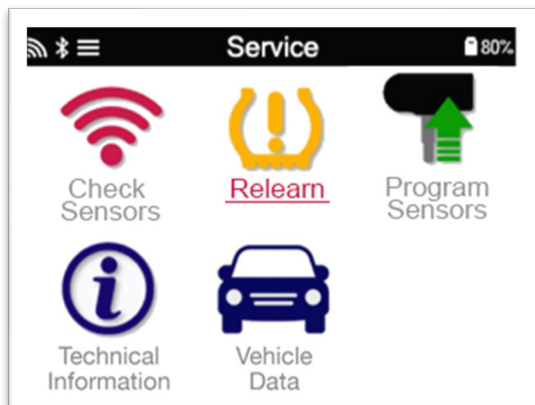 Service
80%
Check
Sensors
Relearn
Program
Sensors
Technical
Information
Vehicle
Data